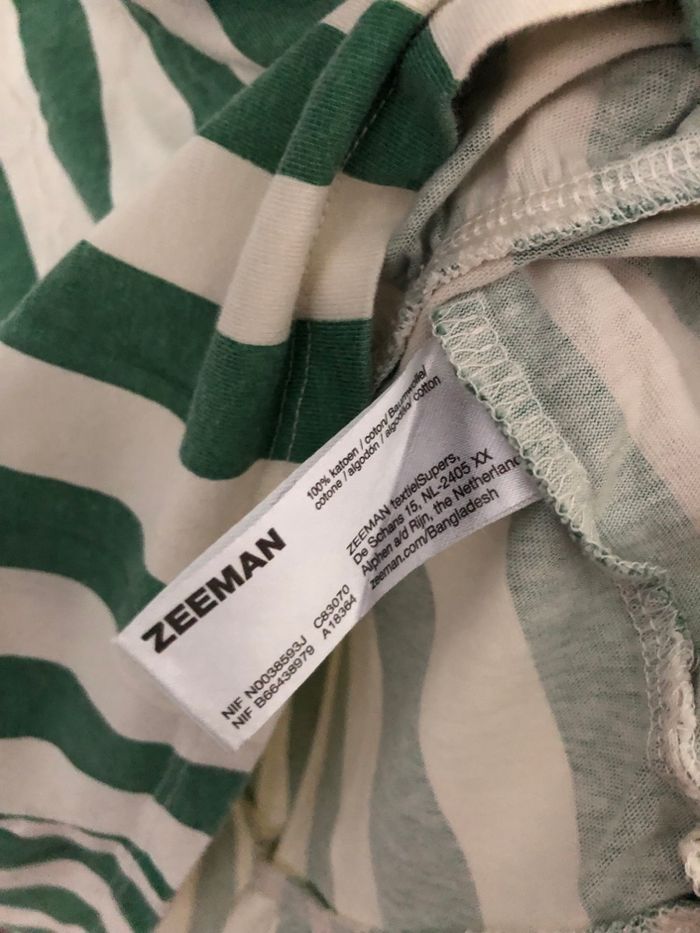 ZEEMAN
100% katoen / coton / Baumwolle/
cotone / algodón / algodão/ cotton
ZEEMAN textielSupers,
De Schans 15, NL-2405 XX
Alphen a/d Rijn, the Netherlands
zeeman.com/Bangladesh
NIF N0038593J C83070
NIF B66438979 A18364